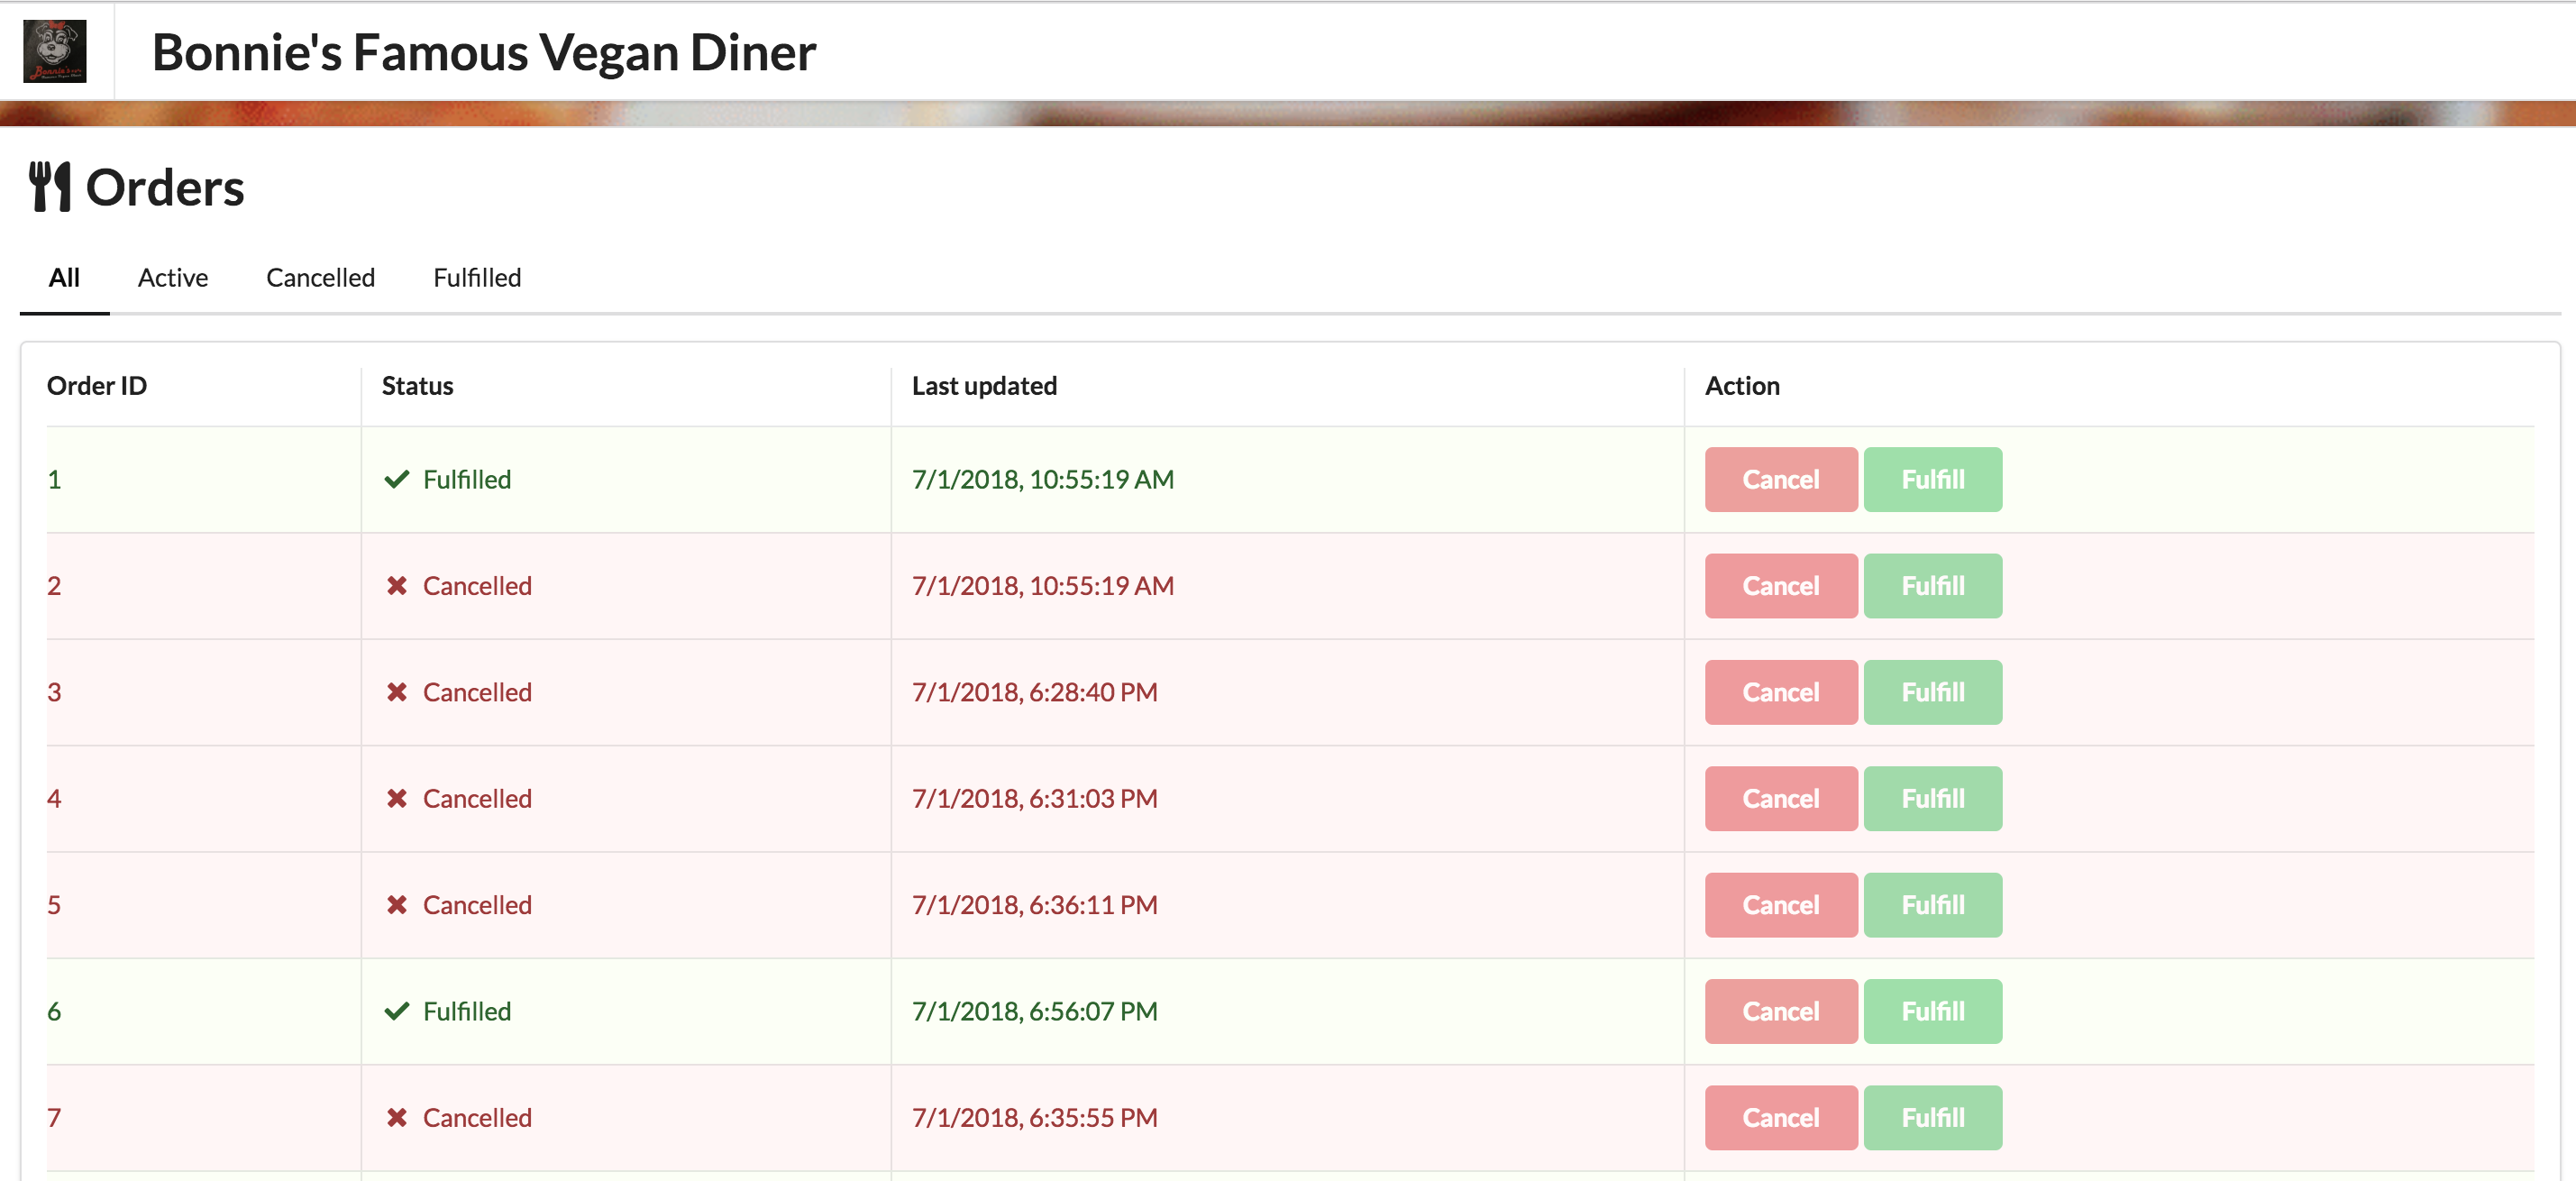 Bonnie's
Bonnie's Famous Vegan Diner
Orders
All Active Cancelled Fulfilled
Order ID Status Last updated Action
1 Fulfilled 7/1/2018, 10:55:19 AM Cancel Fulfill
2 Cancelled 7/1/2018, 10:55:19 AM Cancel Fulfill
3 Cancelled 7/1/2018, 6:28:40 PM Cancel Fulfill
4 Cancelled 7/1/2018, 6:31:03 PM Cancel Fulfill
5 Cancelled 7/1/2018, 6:36:11 PM Cancel Fulfill
6 Fulfilled 7/1/2018, 6:56:07 PM Cancel Fulfill
7 Cancelled 7/1/2018, 6:35:55 PM Cancel Fulfill